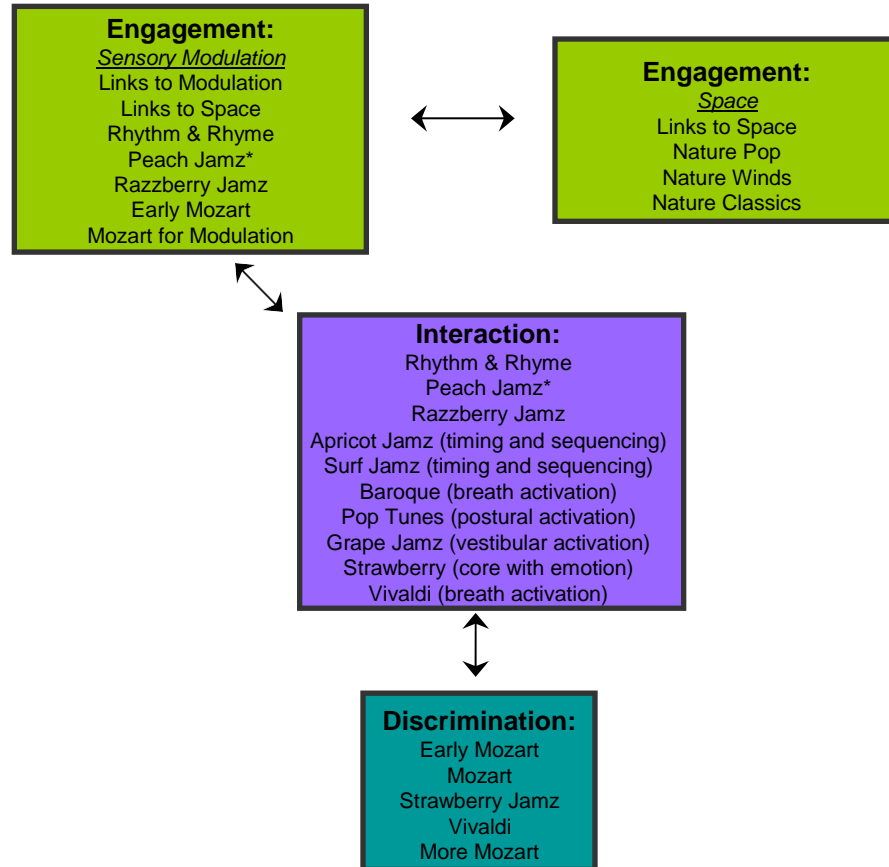 Engagement:
Sensory Modulation
Links to Modulation
Links to Space
Rhythm & Rhyme
Peach Jamz*
Razzberry Jamz
Early Mozart
Mozart for Modulation
Engagement:
Space
Links to Space
Nature Pop
Nature Winds
Nature Classics
Interaction:
Rhythm & Rhyme
Peach Jamz*
Razzberry Jamz
Apricot Jamz (timing and sequencing)
Surf Jamz (timing and sequencing)
Baroque (breath activation)
Pop Tunes (postural activation)
Grape Jamz (vestibular activation)
Strawberry (core with emotion)
Vivaldi (breath activation)
Discrimination:
Early Mozart
Mozart
Strawberry Jamz
Vivaldi
More Mozart